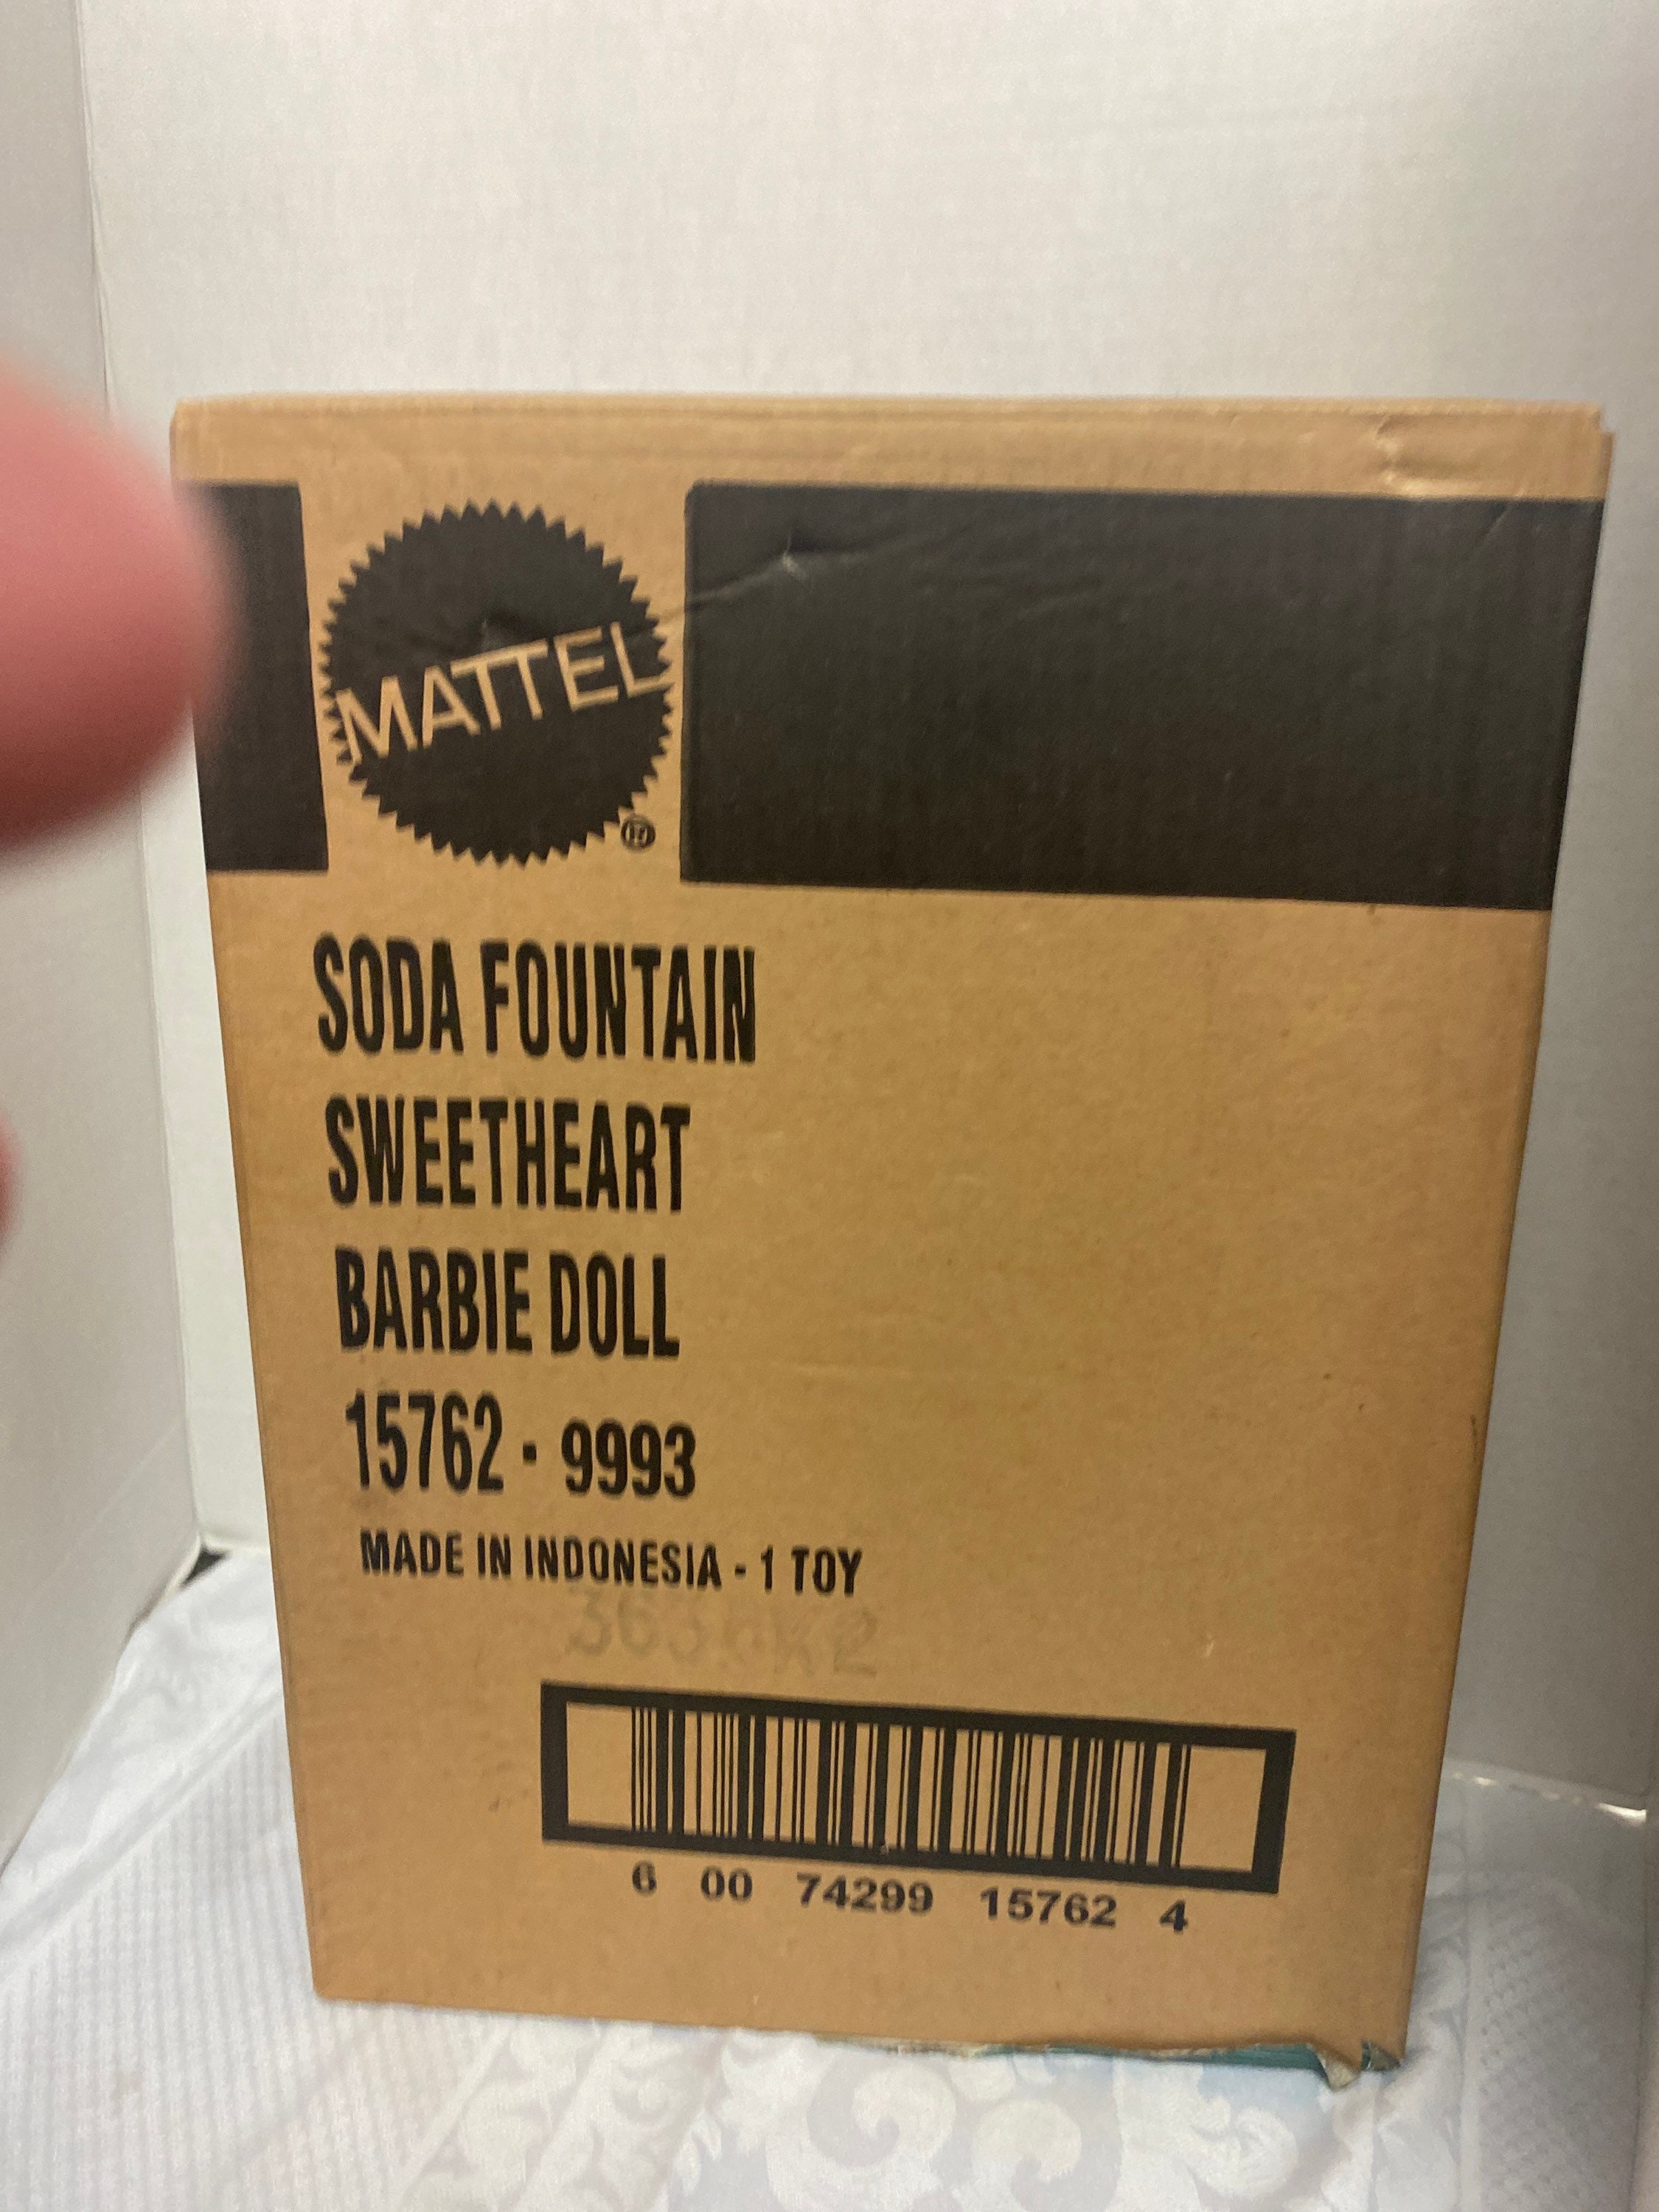 MATTEL
®
SODA FOUNTAIN
SWEETHEART
BARBIE DOLL
15762 - 9993
MADE IN INDONESIA - 1 TOY
6 00 74299 15762 4